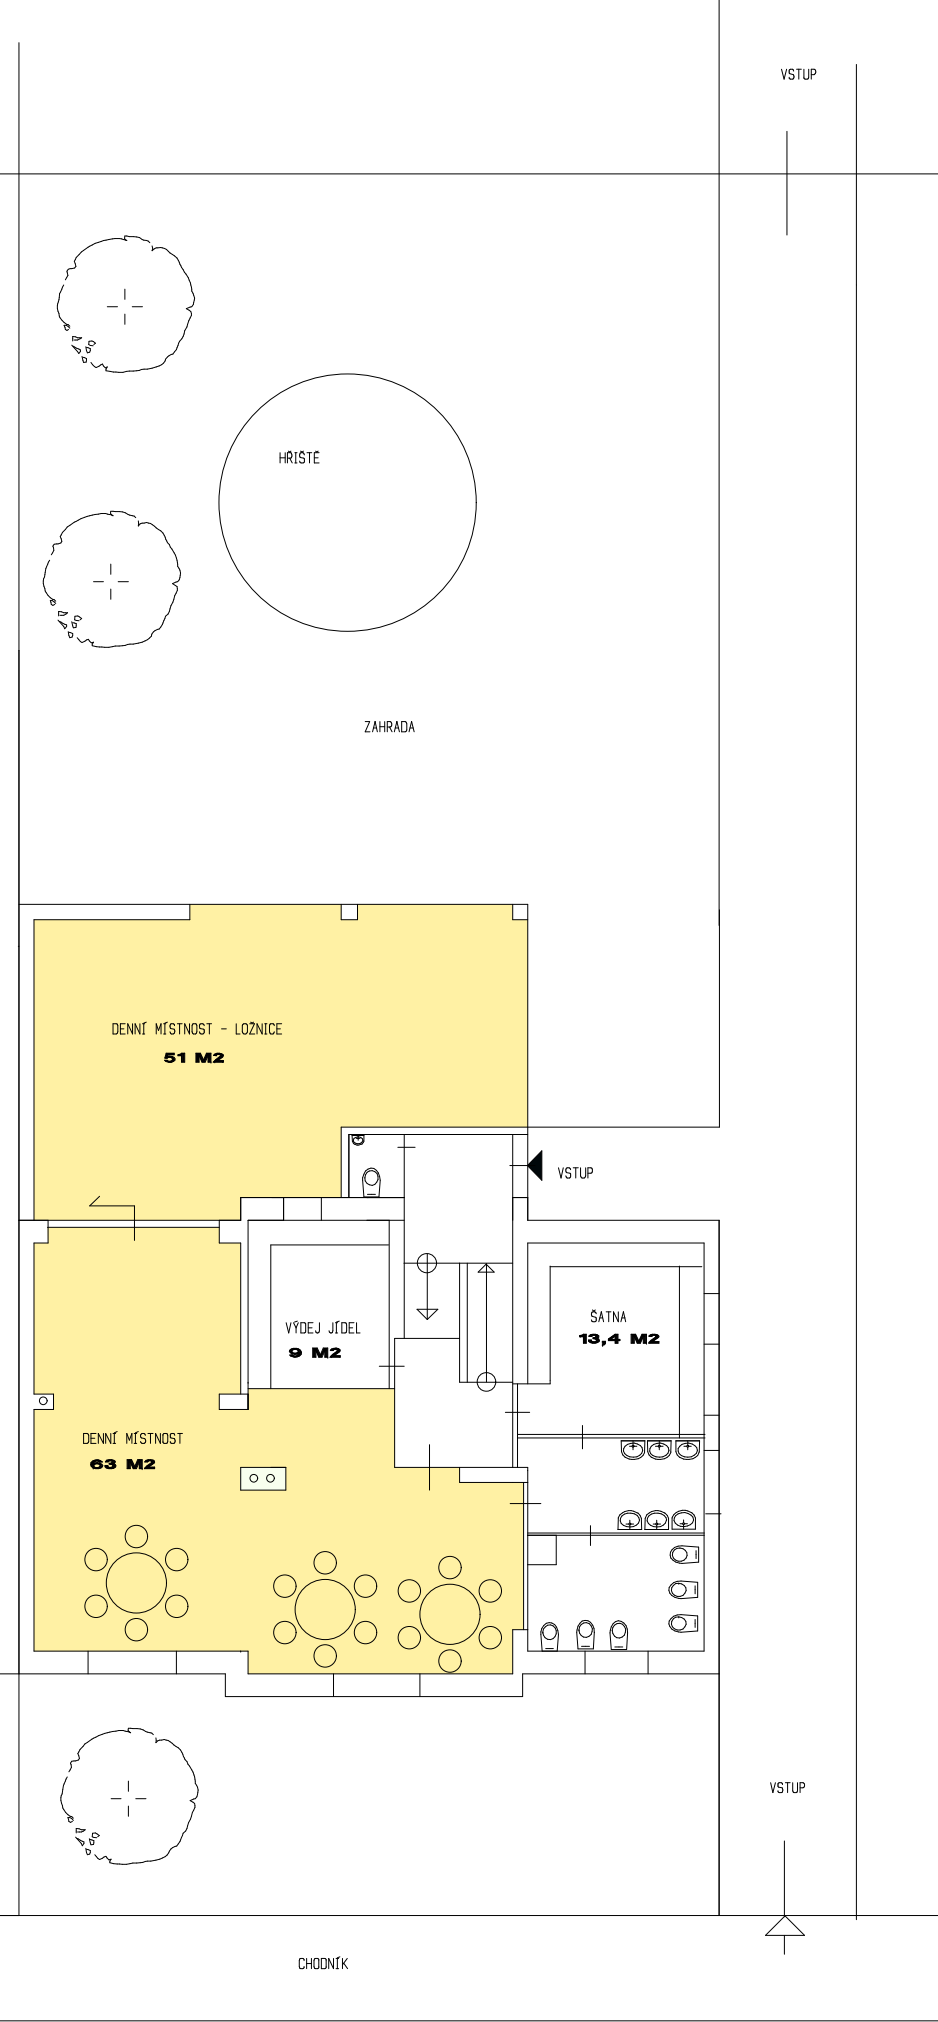 VSTUP
HŘIŠTĚ
ZAHRADA
DENNÍ MÍSTNOST - LOŽNICE
51 M2
VSTUP
ŠATNA
13,4 M2
VÝDEJ JÍDEL
9 M2
DENNÍ MÍSTNOST
63 M2
VSTUP
CHODNÍK